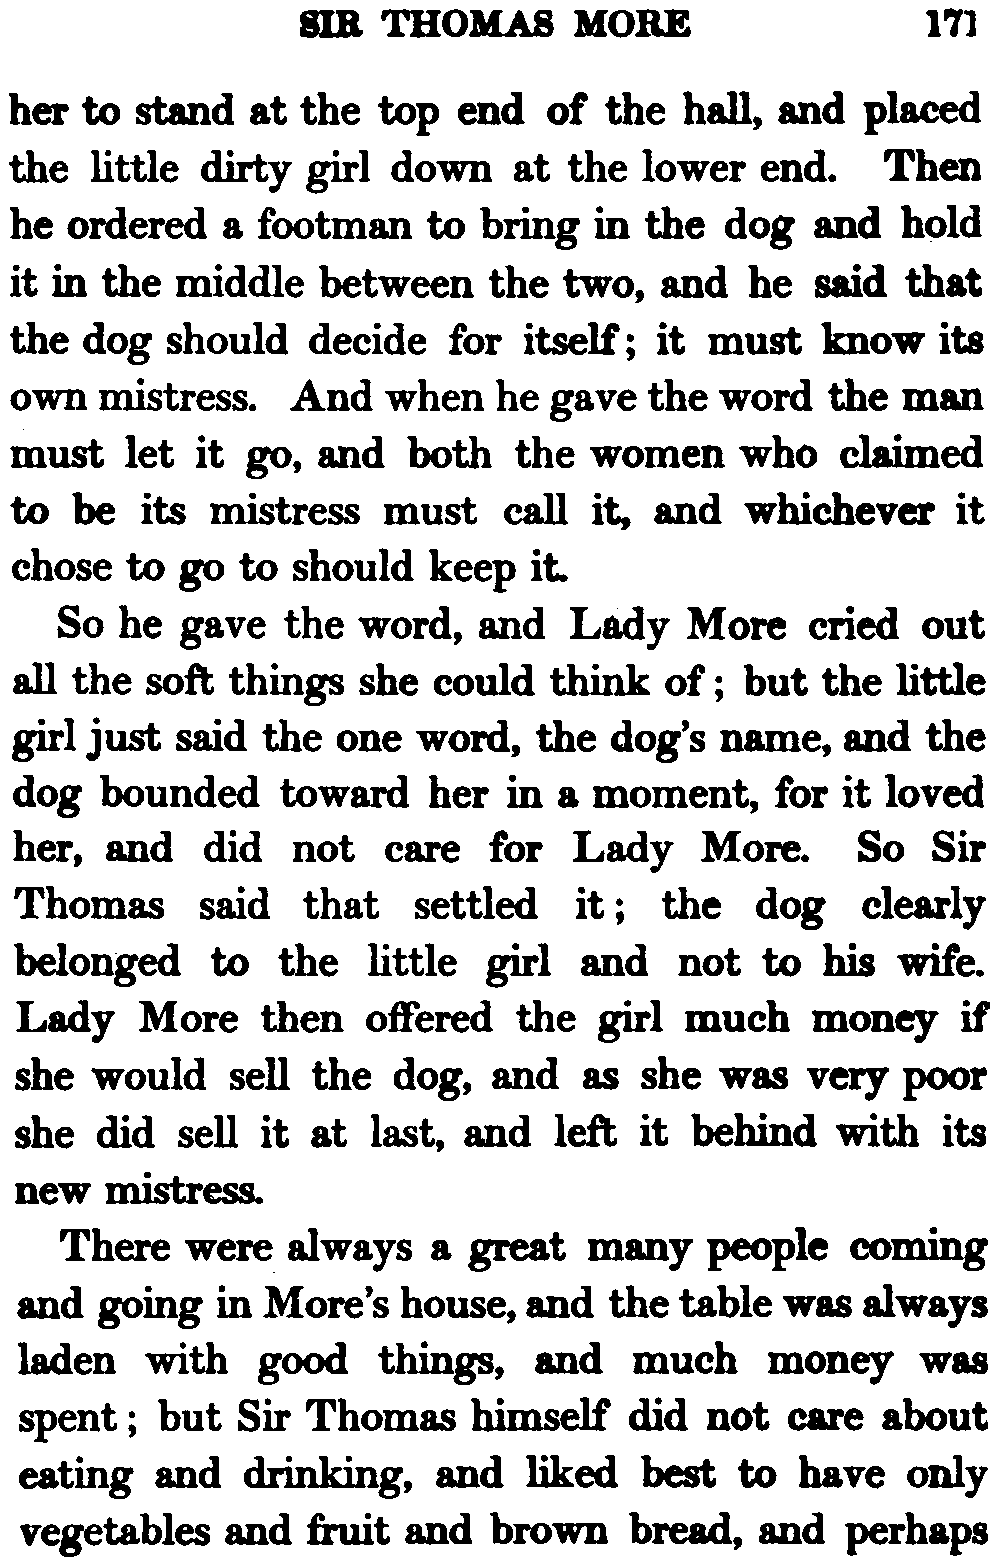 SIR THOMAS MORE 171
her to stand at the top end of the hall, and placed
the little dirty girl down at the lower end. Then
he ordered a footman to bring in the dog and hold
it in the middle between the two, and he said that
the dog should decide for itself; it must know its
own mistress. And when he gave the word the man
must let it go, and both the women who claimed
to be its mistress must call it, and whichever it
chose to go to should keep it.
So he gave the word, and Lady More cried out
all the soft things she could think of; but the little
girl just said the one word, the dog's name, and the
dog bounded toward her in a moment, for it loved
her, and did not care for Lady More. So Sir
Thomas said that settled it; the dog clearly
belonged to the little girl and not to his wife.
Lady More then offered the girl much money if
she would sell the dog, and as she was very poor
she did sell it at last, and left it behind with its
new mistress.
There were always a great many people coming
and going in More's house, and the table was always
laden with good things, and much money was
spent; but Sir Thomas himself did not care about
eating and drinking, and liked best to have only
vegetables and fruit and brown bread, and perhaps